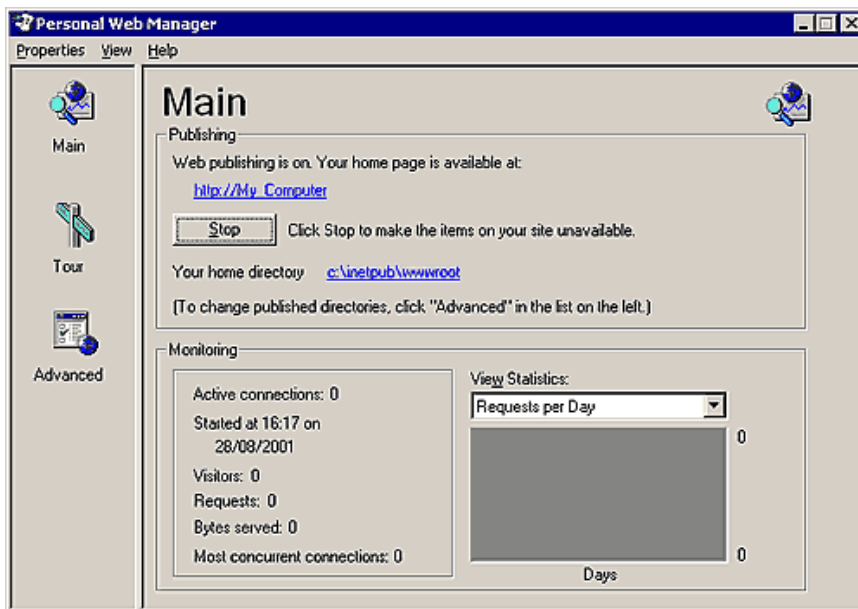 Personal Web Manager
Properties View Help
Main
Tour
Advanced
Main
Publishing
Web publishing is on. Your home page is available at:
http://My_Computer
Stop
Click Stop to make the items on your site unavailable.
Your home directory c:\inetpub\wwwroot
(To change published directories, click "Advanced" in the list on the left.)
Monitoring
Active connections: 0
Started at 16:17 on
28/08/2001
Visitors: 0
Requests: 0
Bytes served: 0
Most concurrent connections: 0
View Statistics:
Requests per Day
0
0
Days